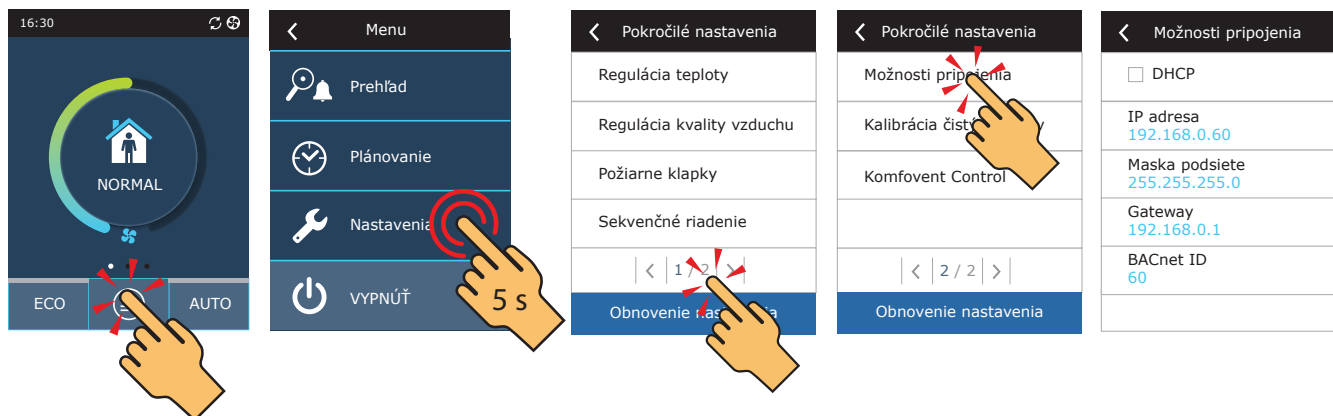 16:30
NORMAL
ECO
AUTO
Menu
Prehľad
Plánovanie
Nastavenia
VYPNÚŤ
5 s
Pokročilé nastavenia
Regulácia teploty
Regulácia kvality vzduchu
Požiarne klapky
Sekvenčné riadenie
1 / 2
Obnovenie
Pokročilé nastavenia
Možnosti pripojenia
Kalibrácia
Komfovent Control
2 / 2
Obnovenie nastavenia
Možnosti pripojenia
DHCP
IP adresa
192.168.0.60
Maska podsiete
255.255.255.0
Gateway
192.168.0.1
BACnet ID
60